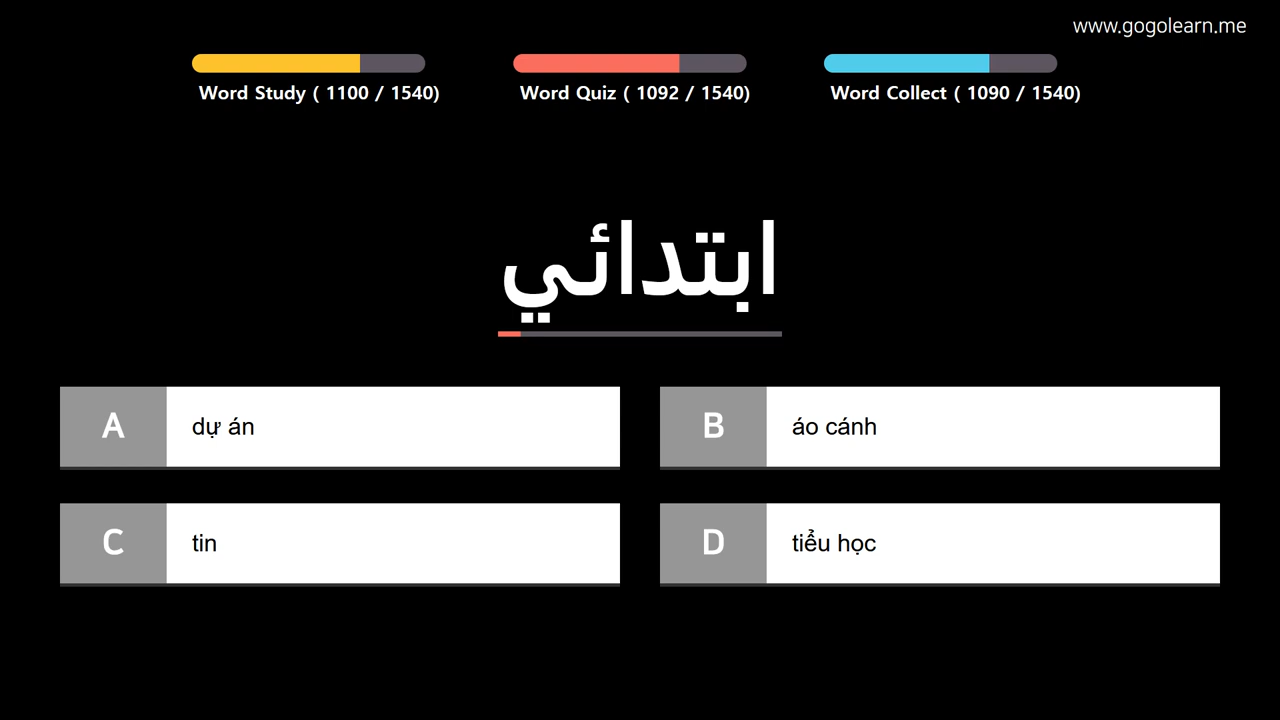 www.gogolearn.me
Word Study ( 1100 / 1540)
Word Quiz ( 1092 / 1540)
Word Collect ( 1090 / 1540)
ابتدائي
A
dự án
B
áo cánh
C
tin
D
tiểu học